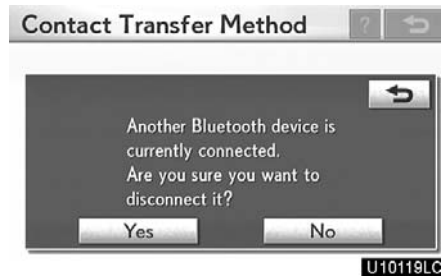 Contact Transfer Method ?
Another Bluetooth device is
currently connected.
Are you sure you want to
disconnect it?
Yes No
U10119LC